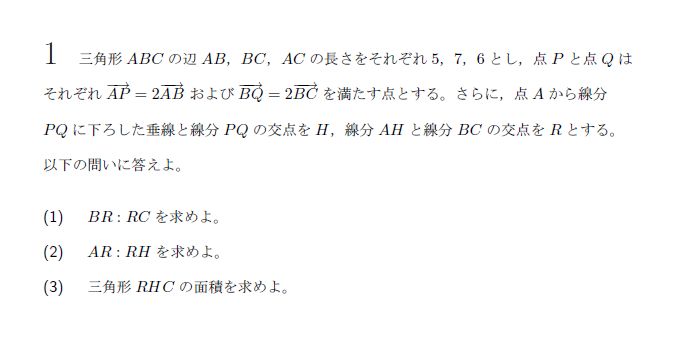 1 三角形 ABC の辺 AB，BC，AC の長さをそれぞれ 5，7，6 とし，点 P と点 Q は
それぞれ $\overrightarrow{AP} = 2\overrightarrow{AB}$ および $\overrightarrow{BQ} = 2\overrightarrow{BC}$ を満たす点とする。さらに，点 A から線分
PQ に下ろした垂線と線分 PQ の交点を H，線分 AH と線分 BC の交点を R とする。
以下の問いに答えよ。
(1) BR : RC を求めよ。
(2) AR : RH を求めよ。
(3) 三角形 RHC の面積を求めよ。